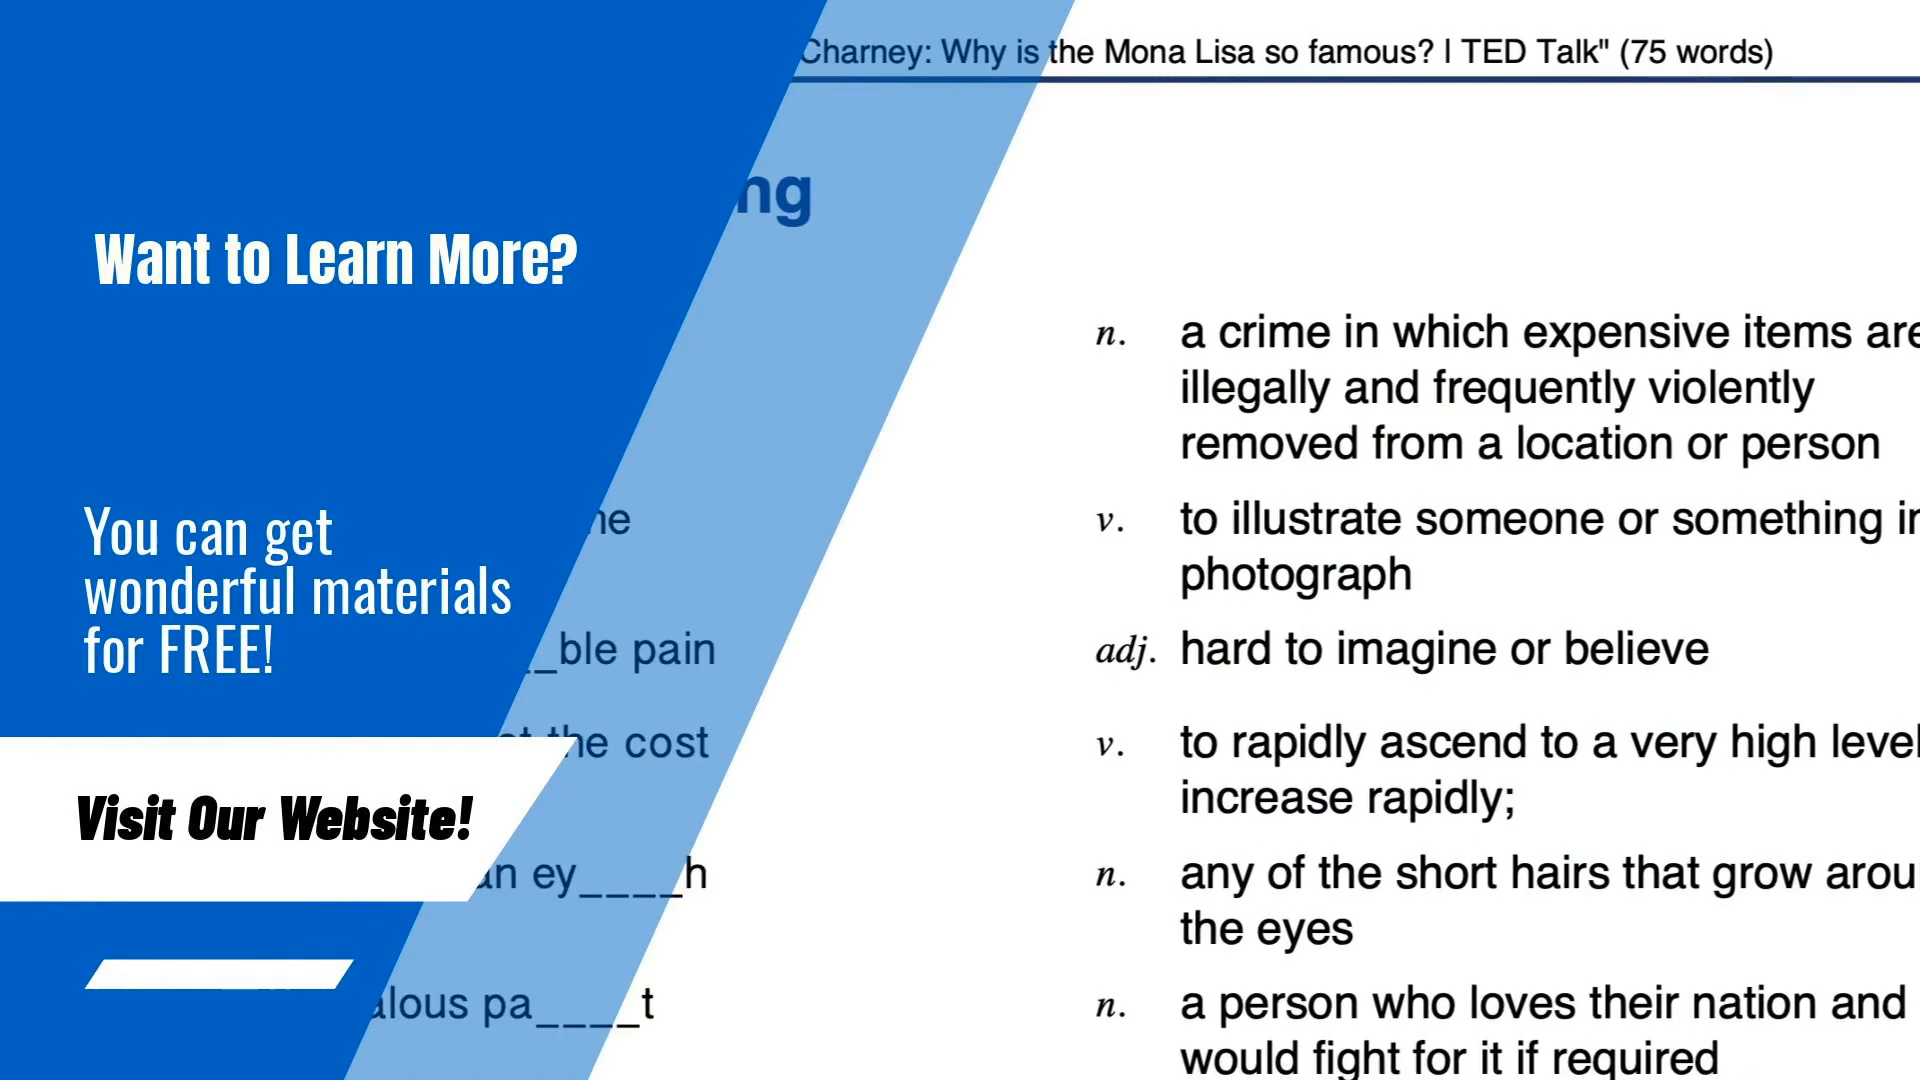 Charney: Why is the Mona Lisa so famous? | TED Talk" (75 words)
ng
Want to Learn More?
You can get
wonderful materials
for FREE!
Visit Our Website!
n. a crime in which expensive items are
illegally and frequently violently
removed from a location or person
v. to illustrate someone or something in
photograph
_ble pain adj. hard to imagine or believe
the cost v. to rapidly ascend to a very high level
increase rapidly;
an ey____h n. any of the short hairs that grow arou
the eyes
alous pa____t n. a person who loves their nation and
would fight for it if required